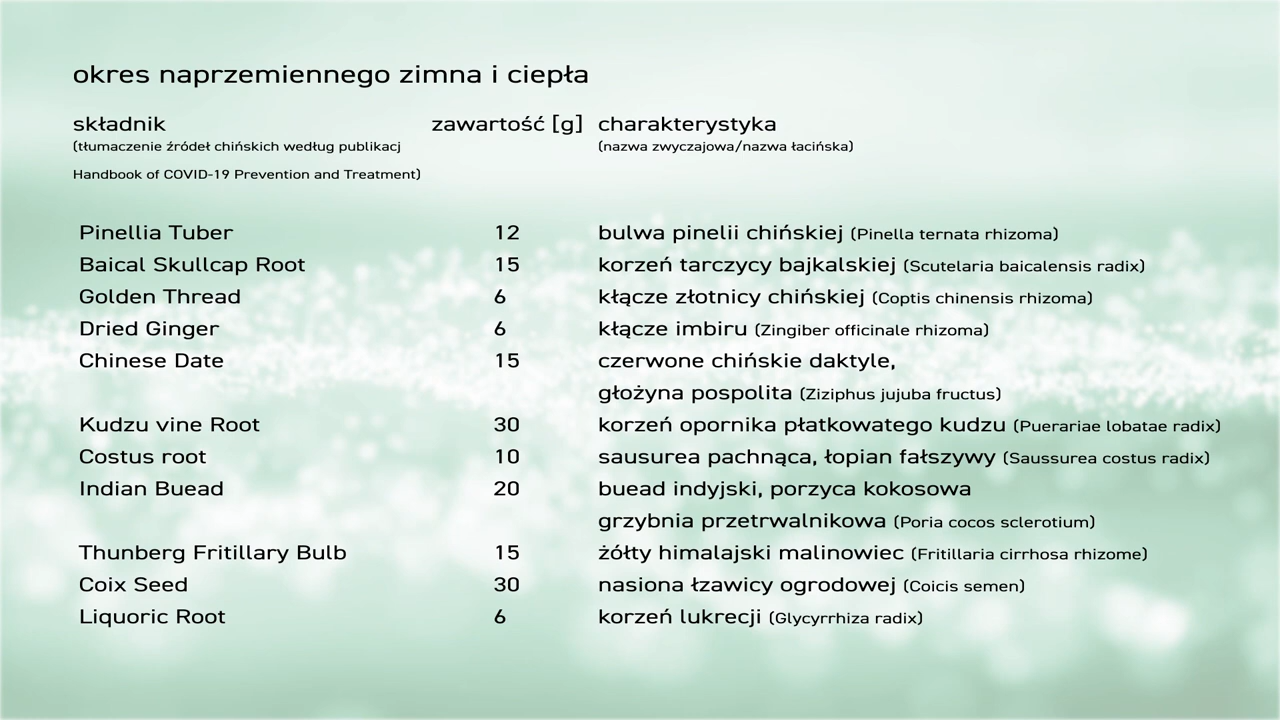 okres naprzemiennego zimna i ciepła
składnik zawartość [g] charakterystyka
(tłumaczenie źródeł chińskich według publikacj (nazwa zwyczajowa/nazwa łacińska)
Handbook of COVID-19 Prevention and Treatment)
Pinellia Tuber 12 bulwa pinelii chińskiej (Pinella ternata rhizoma)
Baical Skullcap Root 15 korzeń tarczycy bajkalskiej (Scutelaria baicalensis radix)
Golden Thread 6 kłącze złotnicy chińskiej (Coptis chinensis rhizoma)
Dried Ginger 6 kłącze imbiru (Zingiber officinale rhizoma)
Chinese Date 15 czerwone chińskie daktyle,
głożyna pospolita (Ziziphus jujuba fructus)
Kudzu vine Root 30 korzeń opornika płatkowatego kudzu (Puerariae lobatae radix)
Costus root 10 sausurea pachnąca, łopian fałszywy (Saussurea costus radix)
Indian Buead 20 buead indyjski, porzyca kokosowa
grzybnia przetrwalnikowa (Poria cocos sclerotium)
Thunberg Fritillary Bulb 15 żółty himalajski malinowiec (Fritillaria cirrhosa rhizome)
Coix Seed 30 nasiona łzawicy ogrodowej (Coicis semen)
Liquoric Root 6 korzeń lukrecji (Glycyrrhiza radix)